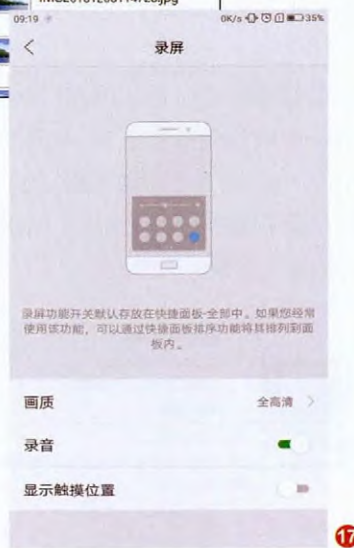 09:19
0K/s 35%
录屏
录屏功能开关默认存放在快捷面板-全部中。如果您经常
使用该功能，可以通过快捷面板排序功能将其排列到面
板内。
画质 全高清
录音
显示触摸位置
17